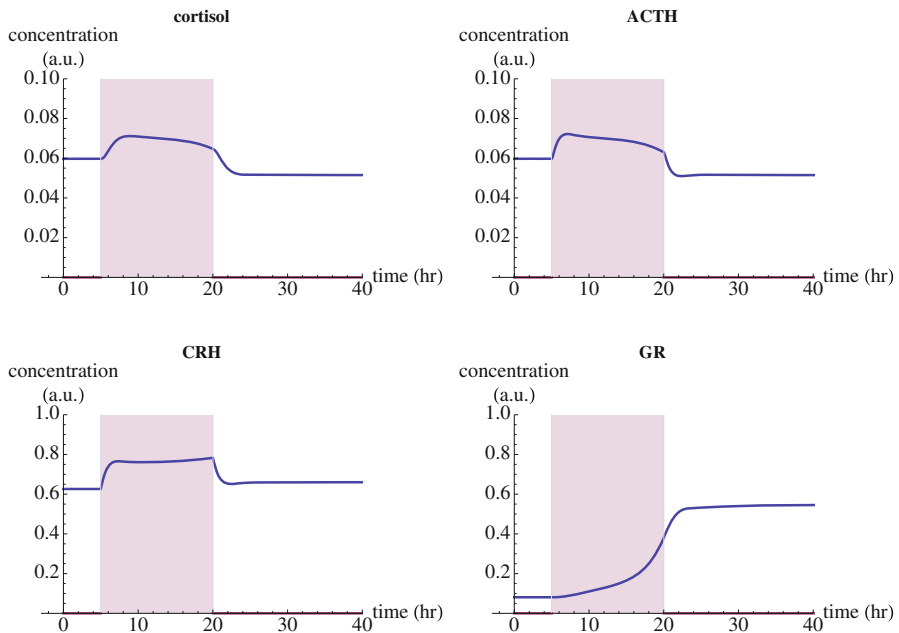 cortisol
concentration
(a.u.)
0.10
0.08
0.06
0.04
0.02
0 10 20 30 40
time (hr)
ACTH
concentration
(a.u.)
0.10
0.08
0.06
0.04
0.02
0 10 20 30 40
time (hr)
CRH
concentration
(a.u.)
1.0
0.8
0.6
0.4
0.2
0 10 20 30 40
time (hr)
GR
concentration
(a.u.)
1.0
0.8
0.6
0.4
0.2
0 10 20 30 40
time (hr)